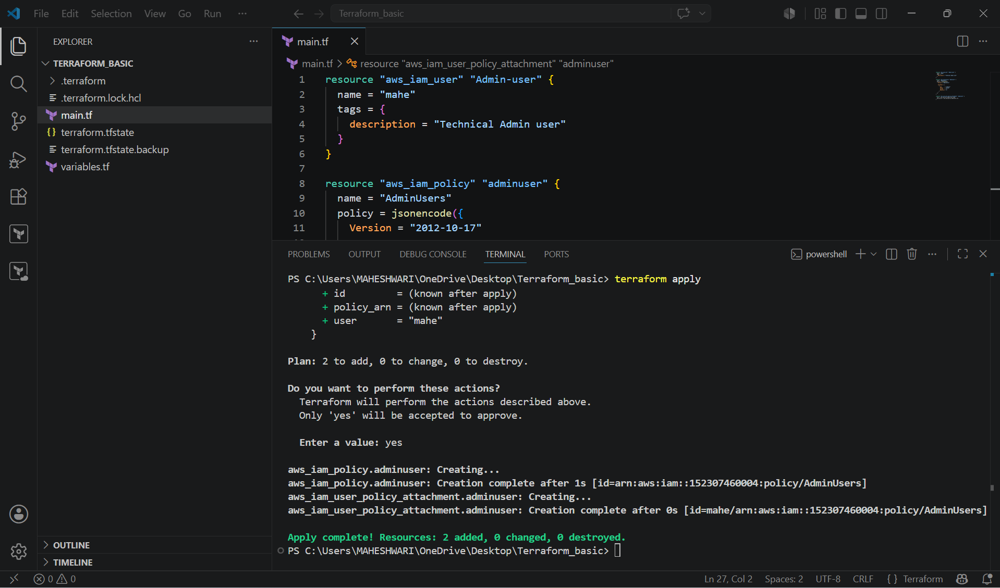 File Edit Selection View Go Run ... Terraform_basic
EXPLORER ...
TERRAFORM_BASIC
.terraform
.terraform.lock.hcl
main.tf
terraform.tfstate
terraform.tfstate.backup
variables.tf
OUTLINE
TIMELINE
main.tf
main.tf > resource "aws_iam_user_policy_attachment" "adminuser"
1 resource "aws_iam_user" "Admin-user" {
2 name = "mahe"
3 tags = {
4 description = "Technical Admin user"
5 }
6 }
7
8 resource "aws_iam_policy" "adminuser" {
9 name = "AdminUsers"
10 policy = jsonencode({
11 Version = "2012-10-17"
PROBLEMS OUTPUT DEBUG CONSOLE TERMINAL PORTS powershell
PS C:\Users\MAHESHWARI\OneDrive\Desktop\Terraform_basic> terraform apply
+ id = (known after apply)
+ policy_arn = (known after apply)
+ user = "mahe"
}
Plan: 2 to add, 0 to change, 0 to destroy.
Do you want to perform these actions?
Terraform will perform the actions described above.
Only 'yes' will be accepted to approve.
Enter a value: yes
aws_iam_policy.adminuser: Creating...
aws_iam_policy.adminuser: Creation complete after 1s [id=arn:aws:iam::152307460004:policy/AdminUsers]
aws_iam_user_policy_attachment.adminuser: Creating...
aws_iam_user_policy_attachment.adminuser: Creation complete after 0s [id=mahe/arn:aws:iam::152307460004:policy/AdminUsers]
Apply complete! Resources: 2 added, 0 changed, 0 destroyed.
PS C:\Users\MAHESHWARI\OneDrive\Desktop\Terraform_basic>
0 0 Ln 27, Col 2 Spaces: 2 UTF-8 CRLF { } Terraform